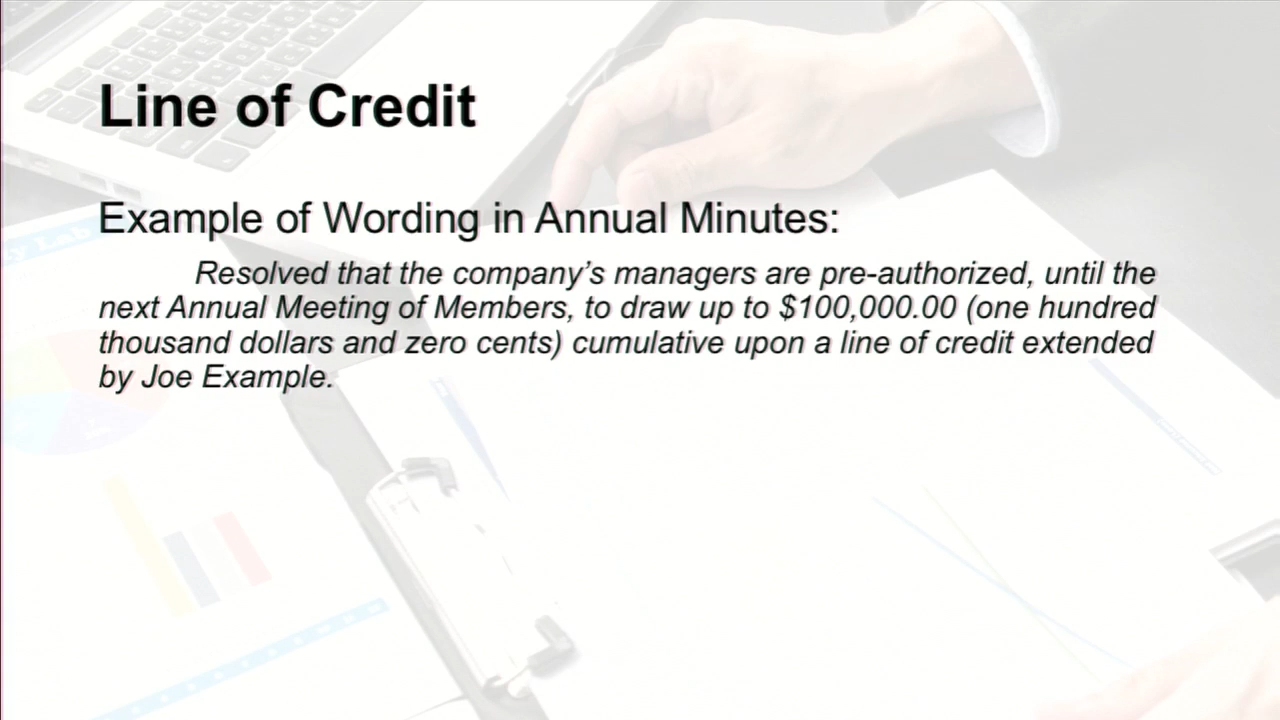 Line of Credit
Example of Wording in Annual Minutes:
Resolved that the company's managers are pre-authorized, until the
next Annual Meeting of Members, to draw up to $100,000.00 (one hundred
thousand dollars and zero cents) cumulative upon a line of credit extended
by Joe Example.